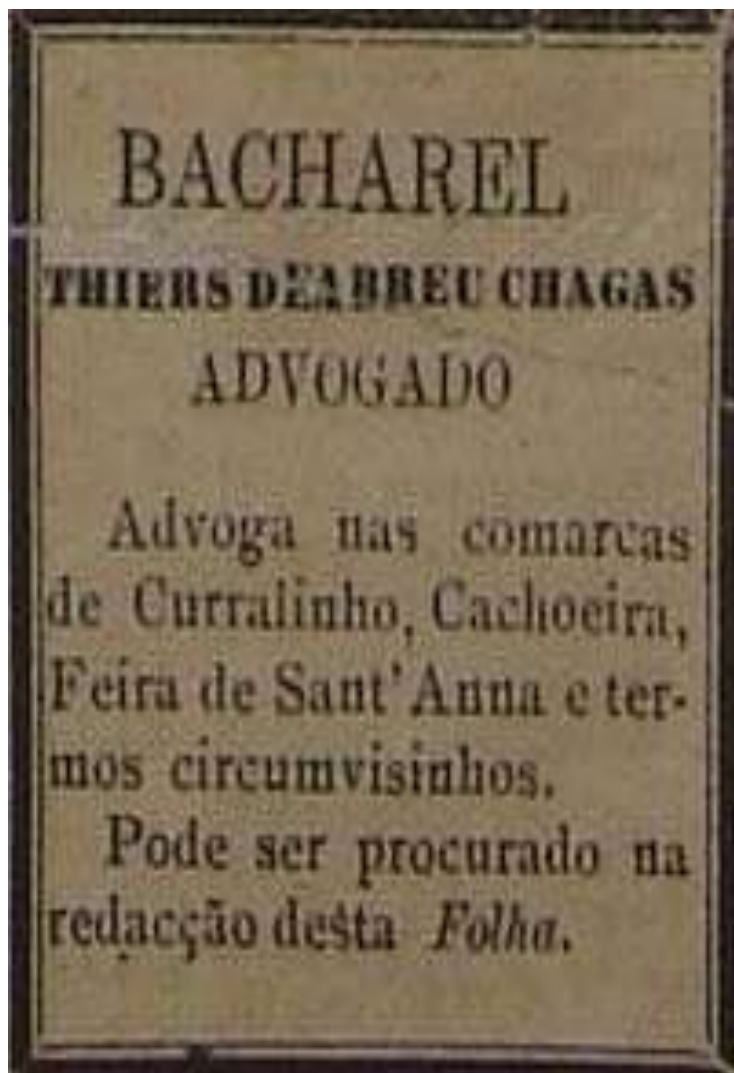 BACHAREL
THIERS DE ABREU CHAGAS
ADVOGADO
Advoga nas comarcas
de Curralinho, Cachoeira,
Feira de Sant'Anna e ter-
mos circumvisinhos.
Pode ser procurado na
redacção desta Folha.